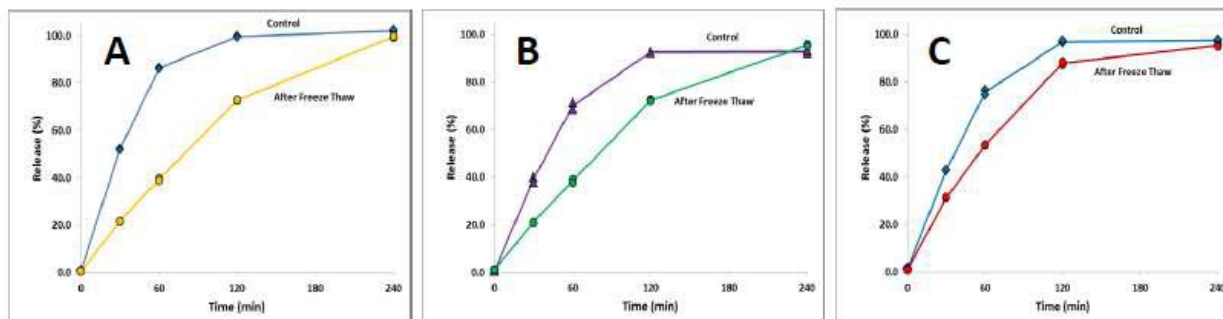 A
Control
After Freeze Thaw
Release (%)
100.0
80.0
60.0
40.0
20.0
0.0
0 60 120 180 240
Time (min)
B
Control
After Freeze Thaw
Release (%)
100.0
80.0
60.0
40.0
20.0
0.0
0 60 120 180 240
Time (min)
C
Control
After Freeze Thaw
Release (%)
100.0
80.0
60.0
40.0
20.0
0.0
0 60 120 180 240
Time (min)